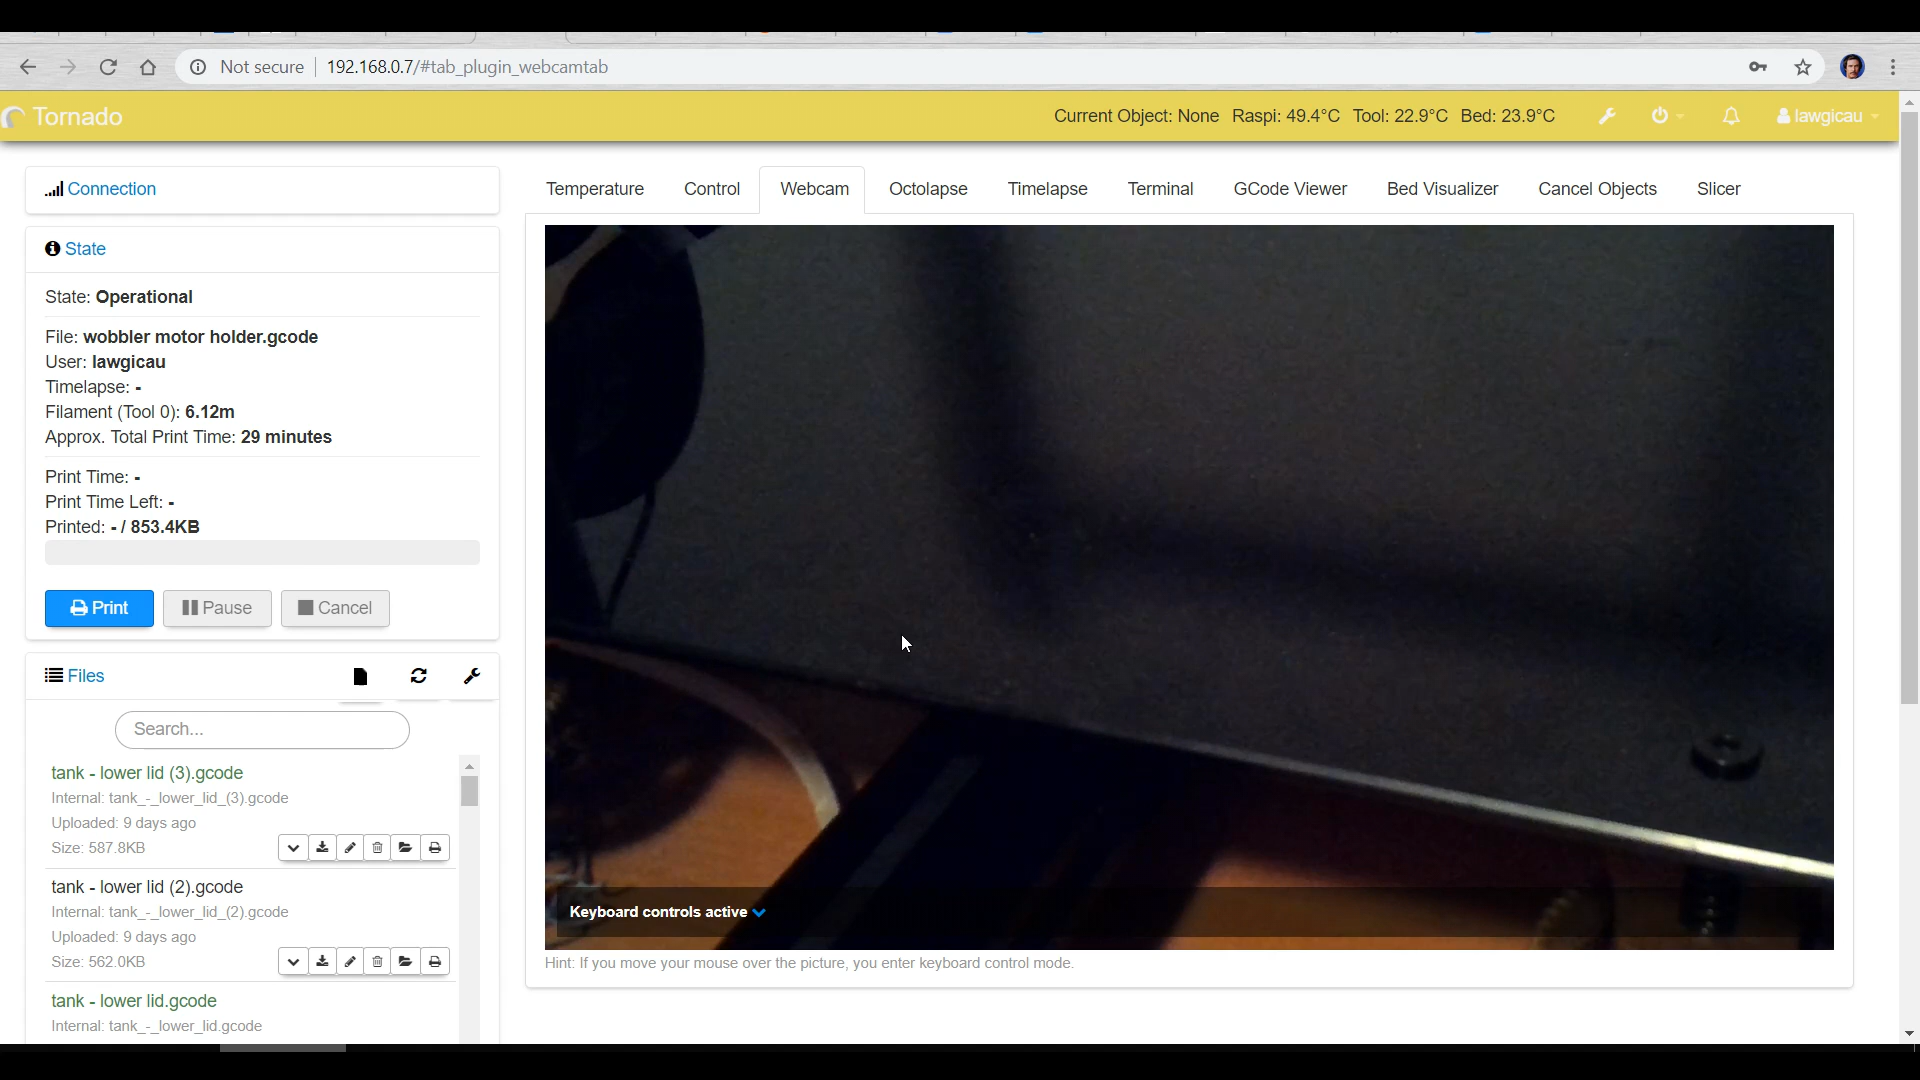 Not secure 192.168.0.7/#tab_plugin_webcamtab
Tornado
Current Object: None Raspi: 49.4°C Tool: 22.9°C Bed: 23.9°C
lawgicau
Connection
State
State: Operational
File: wobbler motor holder.gcode
User: lawgicau
Timelapse: -
Filament (Tool 0): 6.12m
Approx. Total Print Time: 29 minutes
Print Time: -
Print Time Left: -
Printed: - / 853.4KB
Print Pause Cancel
Files
Search...
tank - lower lid (3).gcode
Internal: tank_-_lower_lid_(3).gcode
Uploaded: 9 days ago
Size: 587.8KB
tank - lower lid (2).gcode
Internal: tank_-_lower_lid_(2).gcode
Uploaded: 9 days ago
Size: 562.0KB
tank - lower lid.gcode
Internal: tank_-_lower_lid.gcode
Temperature Control Webcam Octolapse Timelapse Terminal GCode Viewer Bed Visualizer Cancel Objects Slicer
Keyboard controls active
Hint: If you move your mouse over the picture, you enter keyboard control mode.